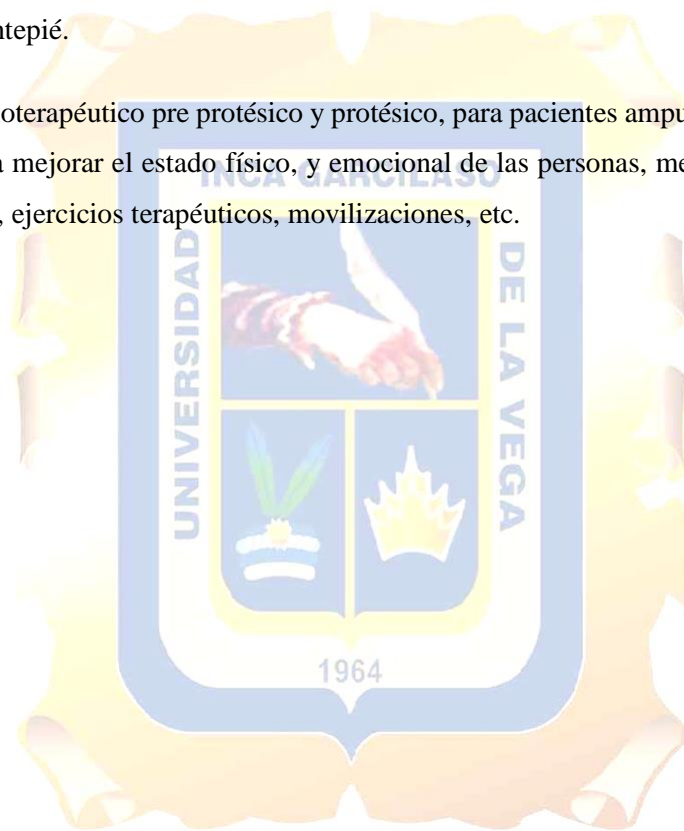 ntepié.
oterapéutico pre protésico y protésico, para pacientes ampu
a mejorar el estado físico, y emocional de las personas, me
, ejercicios terapéuticos, movilizaciones, etc.
INCA GARCILASO
UNIVERSIDAD
DE LA VEGA
1964